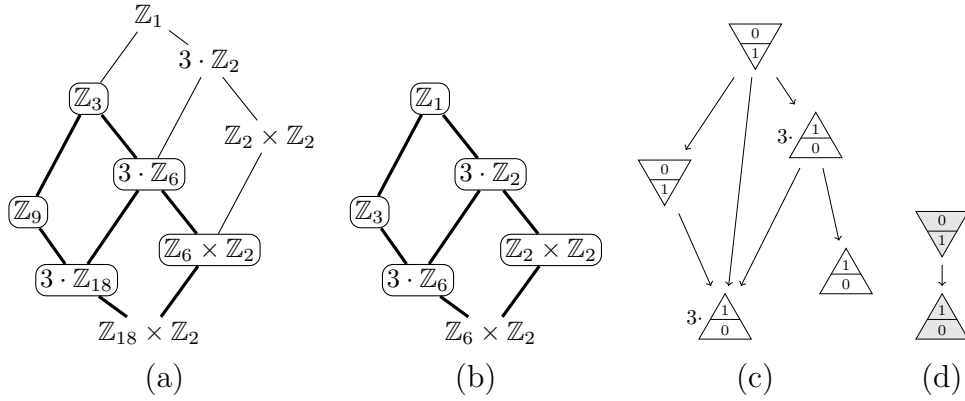 ℤ₁
3 · ℤ₂
ℤ₃
ℤ₂ × ℤ₂
3 · ℤ₆
ℤ₉
ℤ₆ × ℤ₂
3 · ℤ₁₈
ℤ₁₈ × ℤ₂
(a)
ℤ₁
3 · ℤ₂
ℤ₃
ℤ₂ × ℤ₂
3 · ℤ₆
ℤ₆ × ℤ₂
(b)
0
1
3· 1
0
0
1
1
0
3· 1
0
(c)
0
1
1
0
(d)